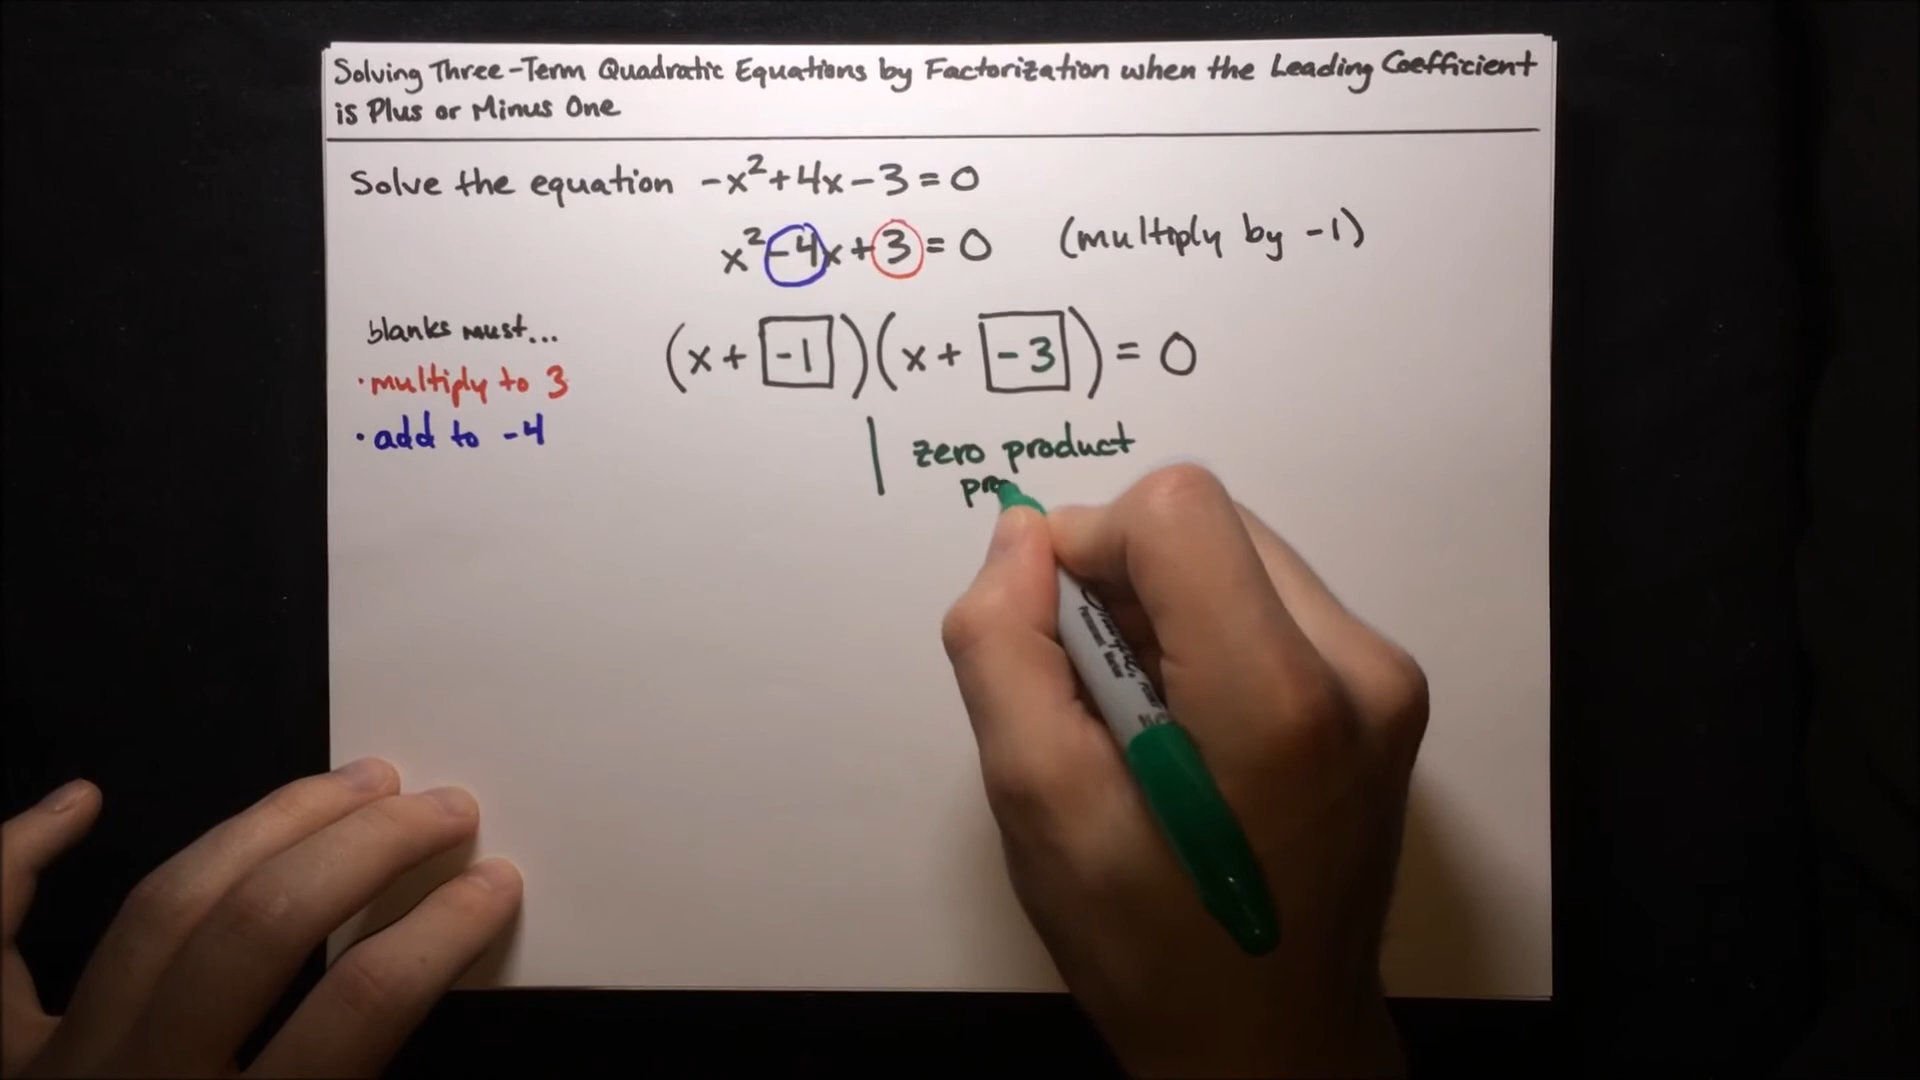 Solving Three-Term Quadratic Equations by Factorization when the Leading Coefficient
is Plus or Minus One
Solve the equation -x²+4x-3=0
x²-4x+3=0 (multiply by -1)
blanks must...
(x+ -1)(x+ -3)=0
• multiply to 3
• add to -4
zero product
pro